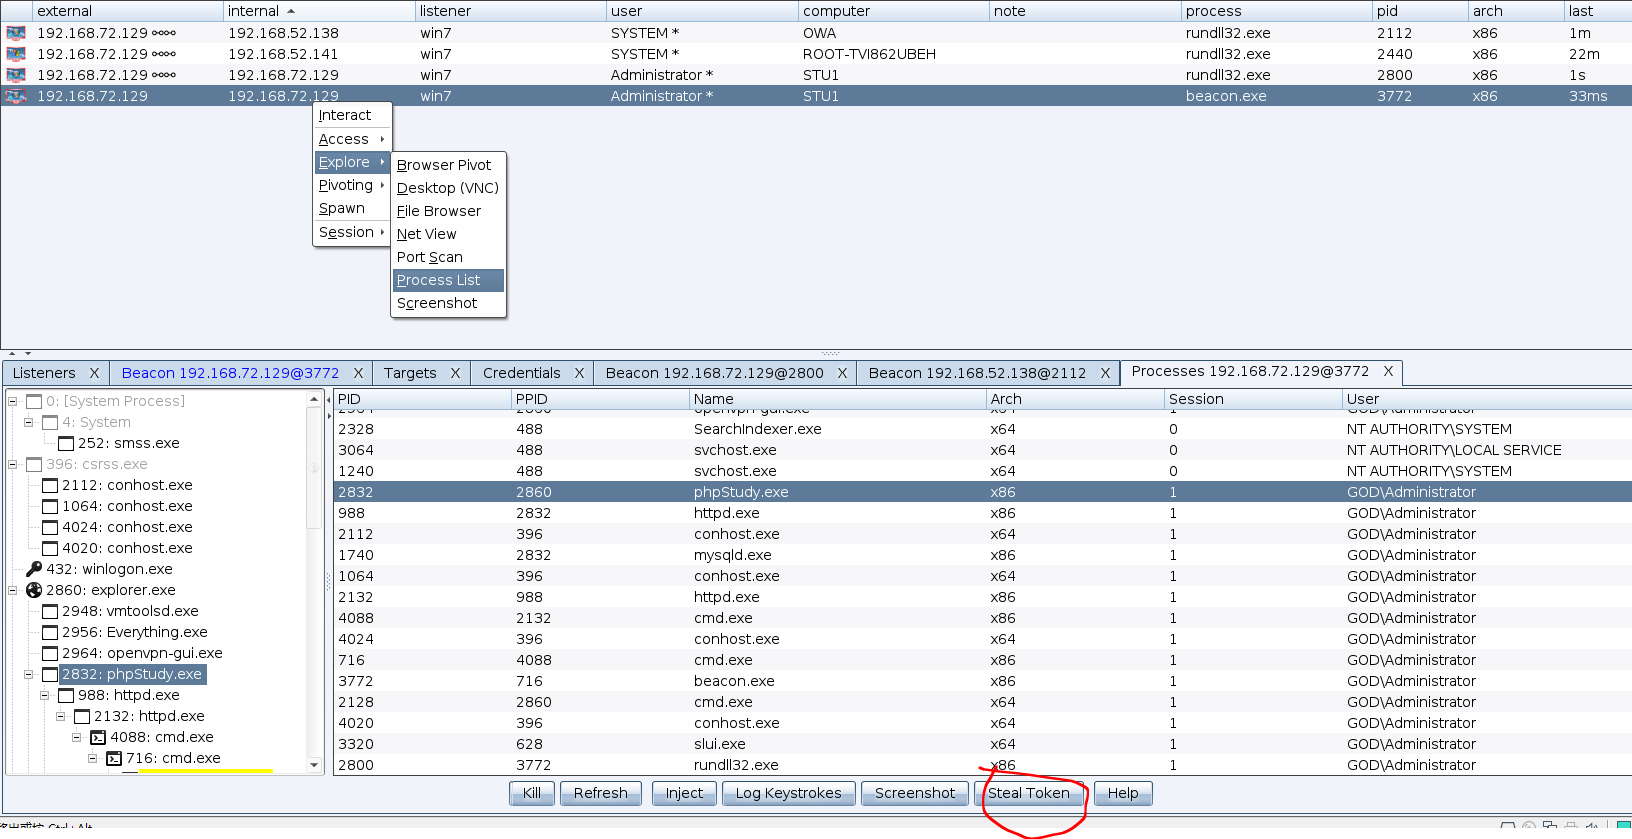 external internal listener user computer note process pid arch last
192.168.72.129 192.168.52.138 win7 SYSTEM * OWA rundll32.exe 2112 x86 1m
192.168.72.129 192.168.52.141 win7 SYSTEM * ROOT-TVI862UBEH rundll32.exe 2440 x86 22m
192.168.72.129 192.168.72.129 win7 Administrator * STU1 rundll32.exe 2800 x86 1s
192.168.72.129 192.168.72.129 win7 Administrator * STU1 beacon.exe 3772 x86 33ms
Interact
Access
Explore
Pivoting
Spawn
Session
Browser Pivot
Desktop (VNC)
File Browser
Net View
Port Scan
Process List
Screenshot
Listeners X Beacon 192.168.72.129@3772 X Targets X Credentials X Beacon 192.168.72.129@2800 X Beacon 192.168.52.138@2112 X Processes 192.168.72.129@3772 X
0: [System Process]
4: System
252: smss.exe
396: csrss.exe
2112: conhost.exe
1064: conhost.exe
4024: conhost.exe
4020: conhost.exe
432: winlogon.exe
2860: explorer.exe
2948: vmtoolsd.exe
2956: Everything.exe
2964: openvpn-gui.exe
2832: phpStudy.exe
988: httpd.exe
2132: httpd.exe
4088: cmd.exe
716: cmd.exe
PID PPID Name Arch Session User
2964 2860 openvpn-gui.exe x64 1 GOD\Administrator
2328 488 SearchIndexer.exe x64 0 NT AUTHORITY\SYSTEM
3064 488 svchost.exe x64 0 NT AUTHORITY\LOCAL SERVICE
1240 488 svchost.exe x64 0 NT AUTHORITY\SYSTEM
2832 2860 phpStudy.exe x86 1 GOD\Administrator
988 2832 httpd.exe x86 1 GOD\Administrator
2112 396 conhost.exe x64 1 GOD\Administrator
1740 2832 mysqld.exe x86 1 GOD\Administrator
1064 396 conhost.exe x64 1 GOD\Administrator
2132 988 httpd.exe x86 1 GOD\Administrator
4088 2132 cmd.exe x86 1 GOD\Administrator
4024 396 conhost.exe x64 1 GOD\Administrator
716 4088 cmd.exe x86 1 GOD\Administrator
3772 716 beacon.exe x86 1 GOD\Administrator
2128 2860 cmd.exe x64 1 GOD\Administrator
4020 396 conhost.exe x64 1 GOD\Administrator
3320 628 slui.exe x64 1 GOD\Administrator
2800 3772 rundll32.exe x86 1 GOD\Administrator
Kill Refresh Inject Log Keystrokes Screenshot Steal Token Help
Ctrl+Alt